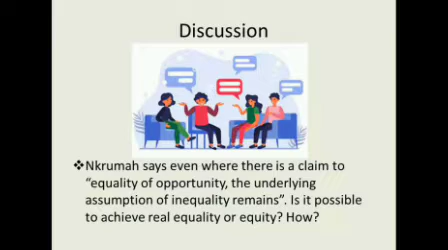 Discussion
❖Nkrumah says even where there is a claim to
“equality of opportunity, the underlying
assumption of inequality remains”. Is it possible
to achieve real equality or equity? How?